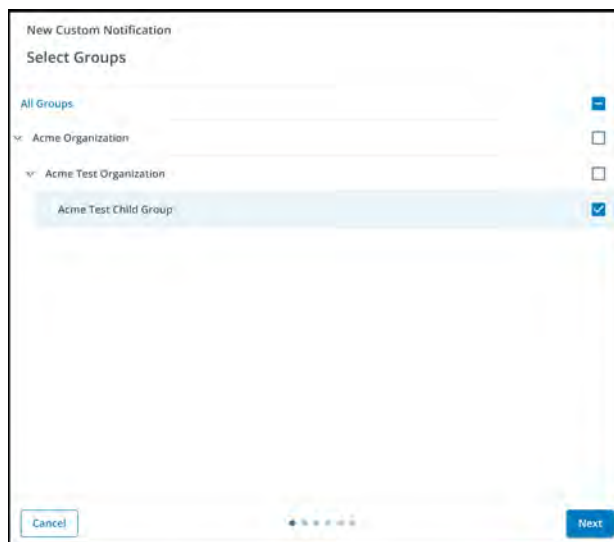 New Custom Notification
Select Groups
All Groups
Acme Organization
Acme Test Organization
Acme Test Child Group
Cancel
Next